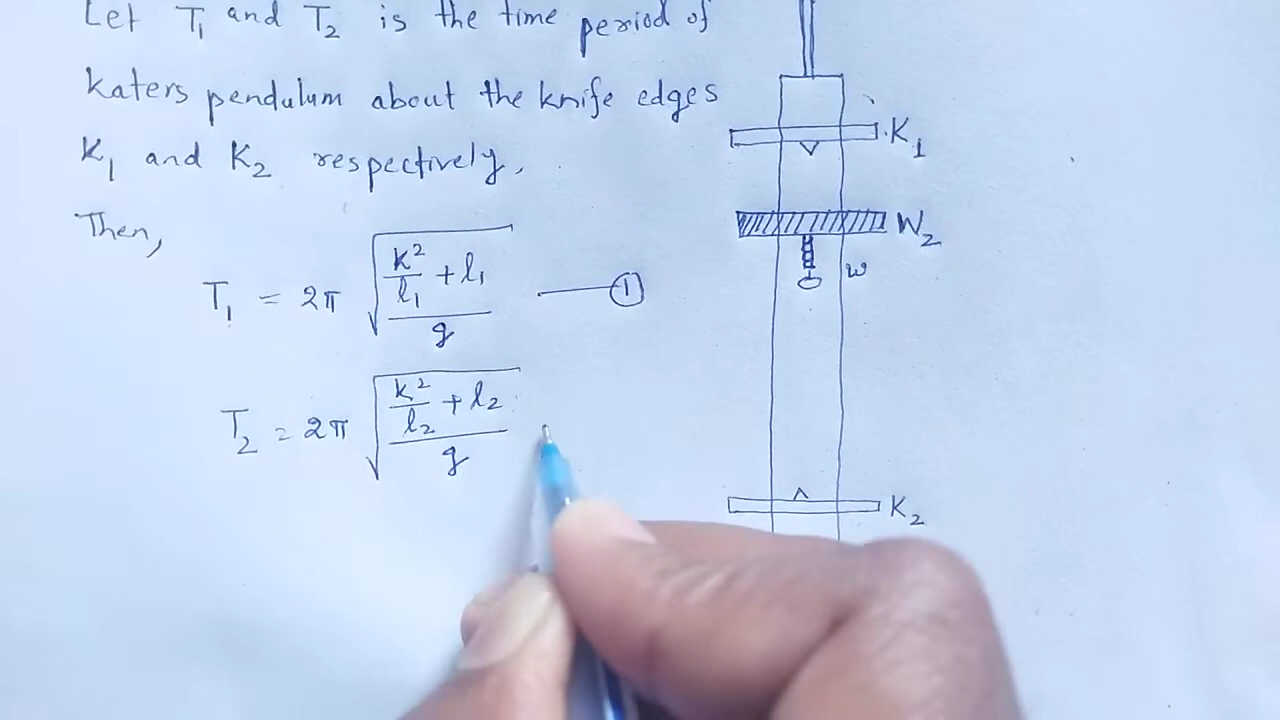 Let T₁ and T₂ is the time period of
katers pendulum about the knife edges
K₁ and K₂ respectively.
Then,
T₁ = 2π √((k²/l₁ + l₁)/g) —— ①
T₂ = 2π √((k²/l₂ + l₂)/g)
K₁
W₂
w
K₂